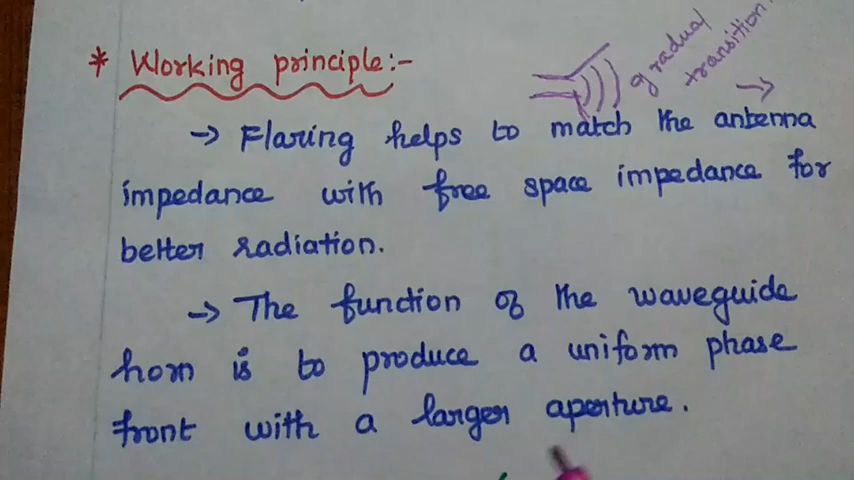 * Working principle:-
gradual
transition.
→ Flaring helps to match the antenna
impedance with free space impedance for
better radiation.
→ The function of the waveguide
horn is to produce a uniform phase
front with a larger aperture.